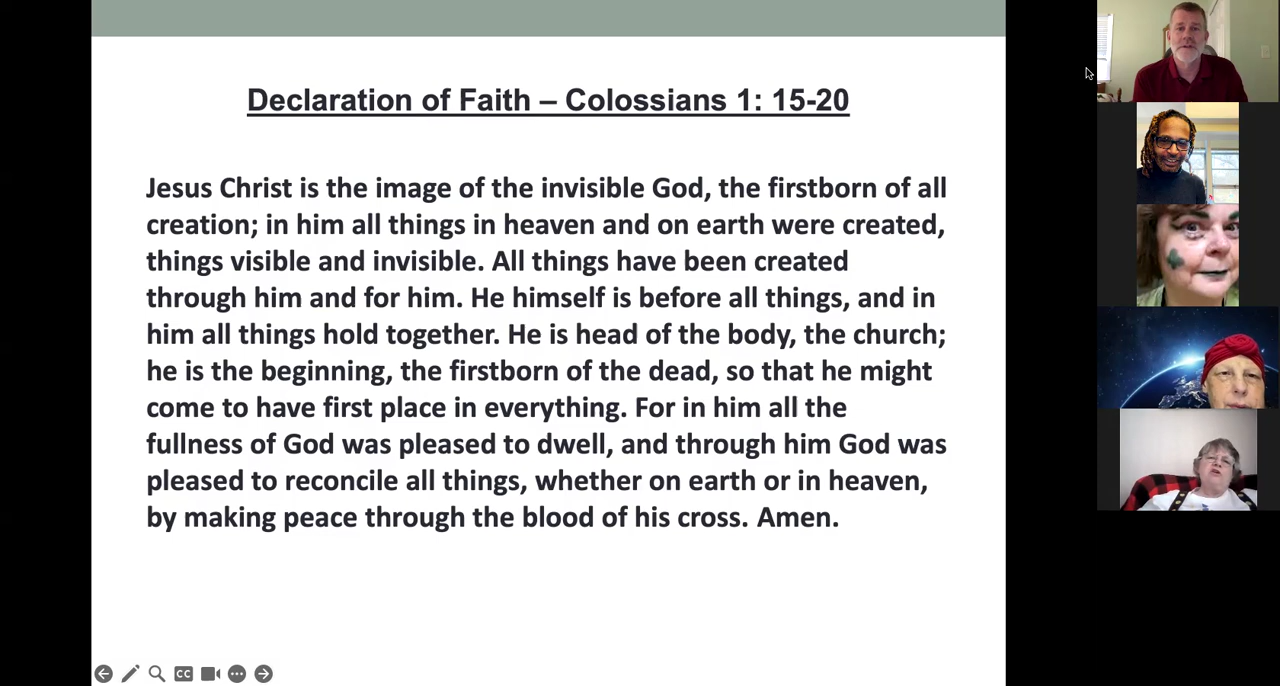 Declaration of Faith – Colossians 1: 15-20
Jesus Christ is the image of the invisible God, the firstborn of all
creation; in him all things in heaven and on earth were created,
things visible and invisible. All things have been created
through him and for him. He himself is before all things, and in
him all things hold together. He is head of the body, the church;
he is the beginning, the firstborn of the dead, so that he might
come to have first place in everything. For in him all the
fullness of God was pleased to dwell, and through him God was
pleased to reconcile all things, whether on earth or in heaven,
by making peace through the blood of his cross. Amen.
CC